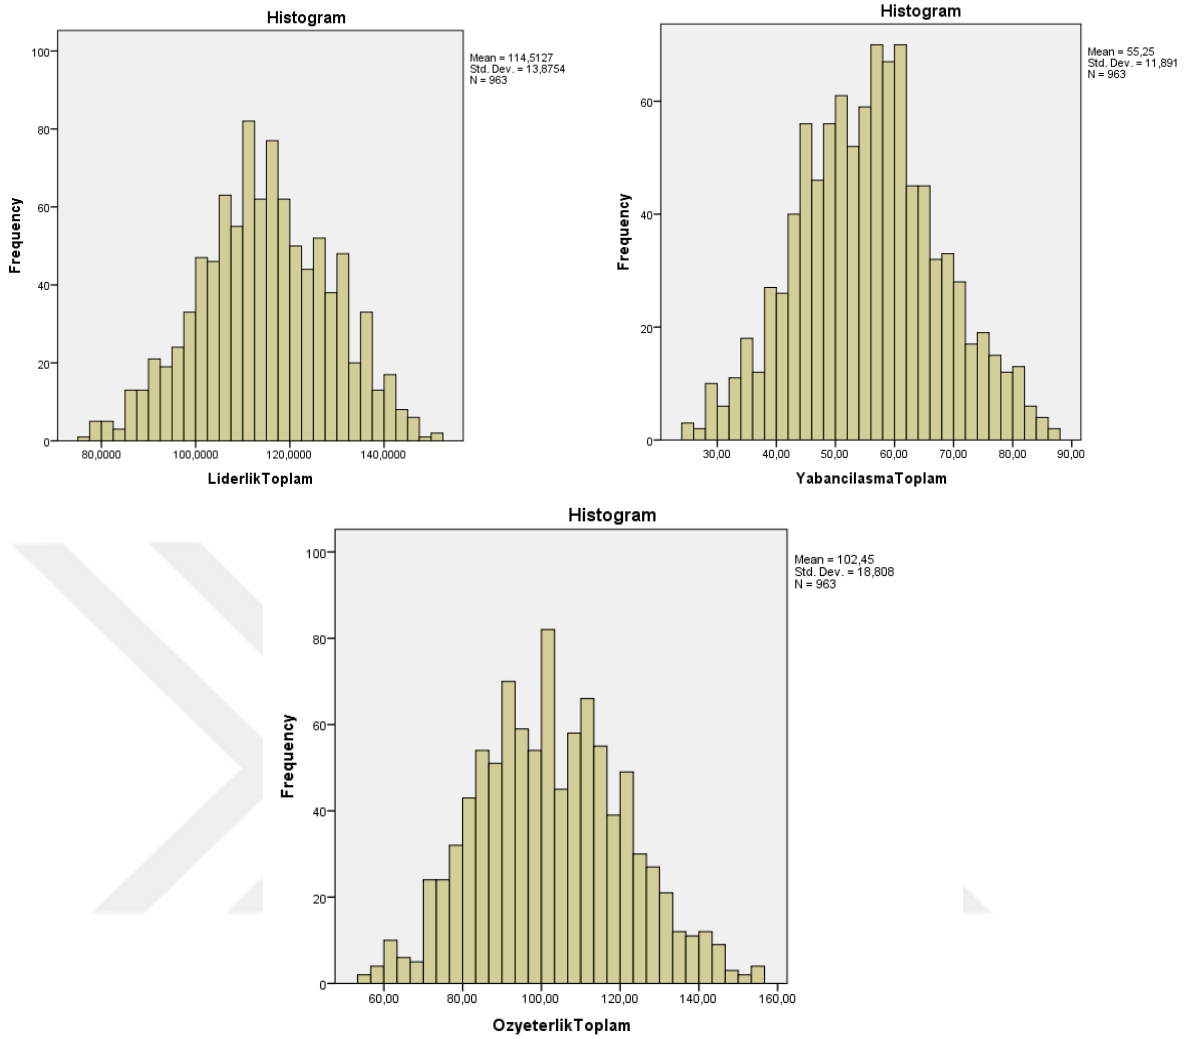 Histogram
Mean = 114,5127
Std. Dev. = 13,8754
N = 963
Frequency
100
80
60
40
20
0
80,0000 100,0000 120,0000 140,0000
LiderlikToplam
Histogram
Mean = 55,25
Std. Dev. = 11,891
N = 963
Frequency
60
40
20
0
30,00 40,00 50,00 60,00 70,00 80,00 90,00
YabancilasmaToplam
Histogram
Mean = 102,45
Std. Dev. = 18,808
N = 963
Frequency
100
80
60
40
20
0
60,00 80,00 100,00 120,00 140,00 160,00
OzyeterlikToplam